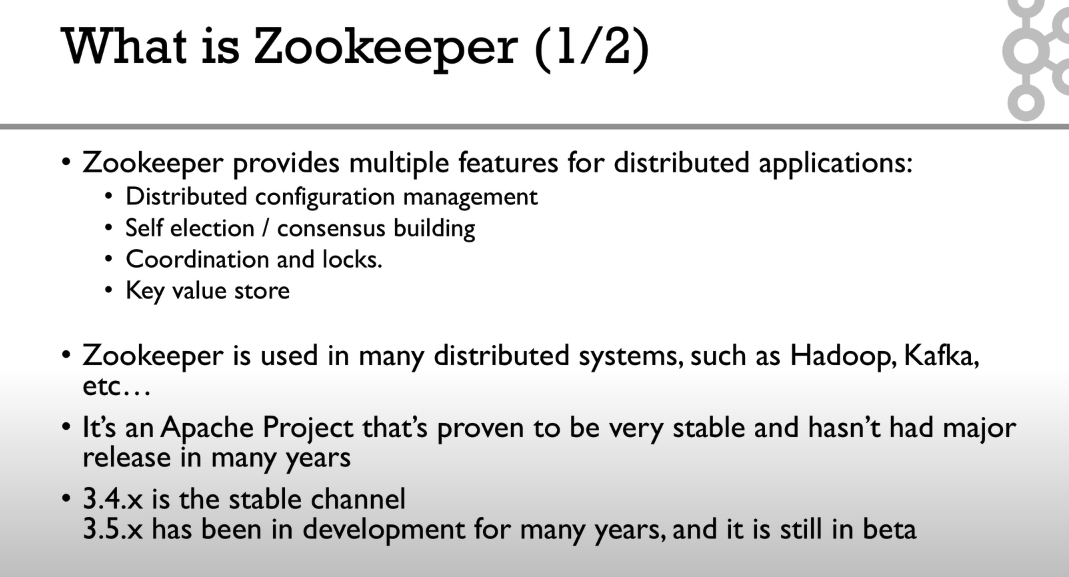 What is Zookeeper (1/2)
• Zookeeper provides multiple features for distributed applications:
• Distributed configuration management
• Self election / consensus building
• Coordination and locks.
• Key value store
• Zookeeper is used in many distributed systems, such as Hadoop, Kafka,
etc…
• It’s an Apache Project that’s proven to be very stable and hasn’t had major
release in many years
• 3.4.x is the stable channel
3.5.x has been in development for many years, and it is still in beta